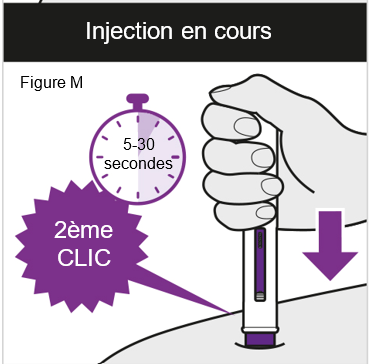 Injection en cours
Figure M
5-30
secondes
2ème
CLIC